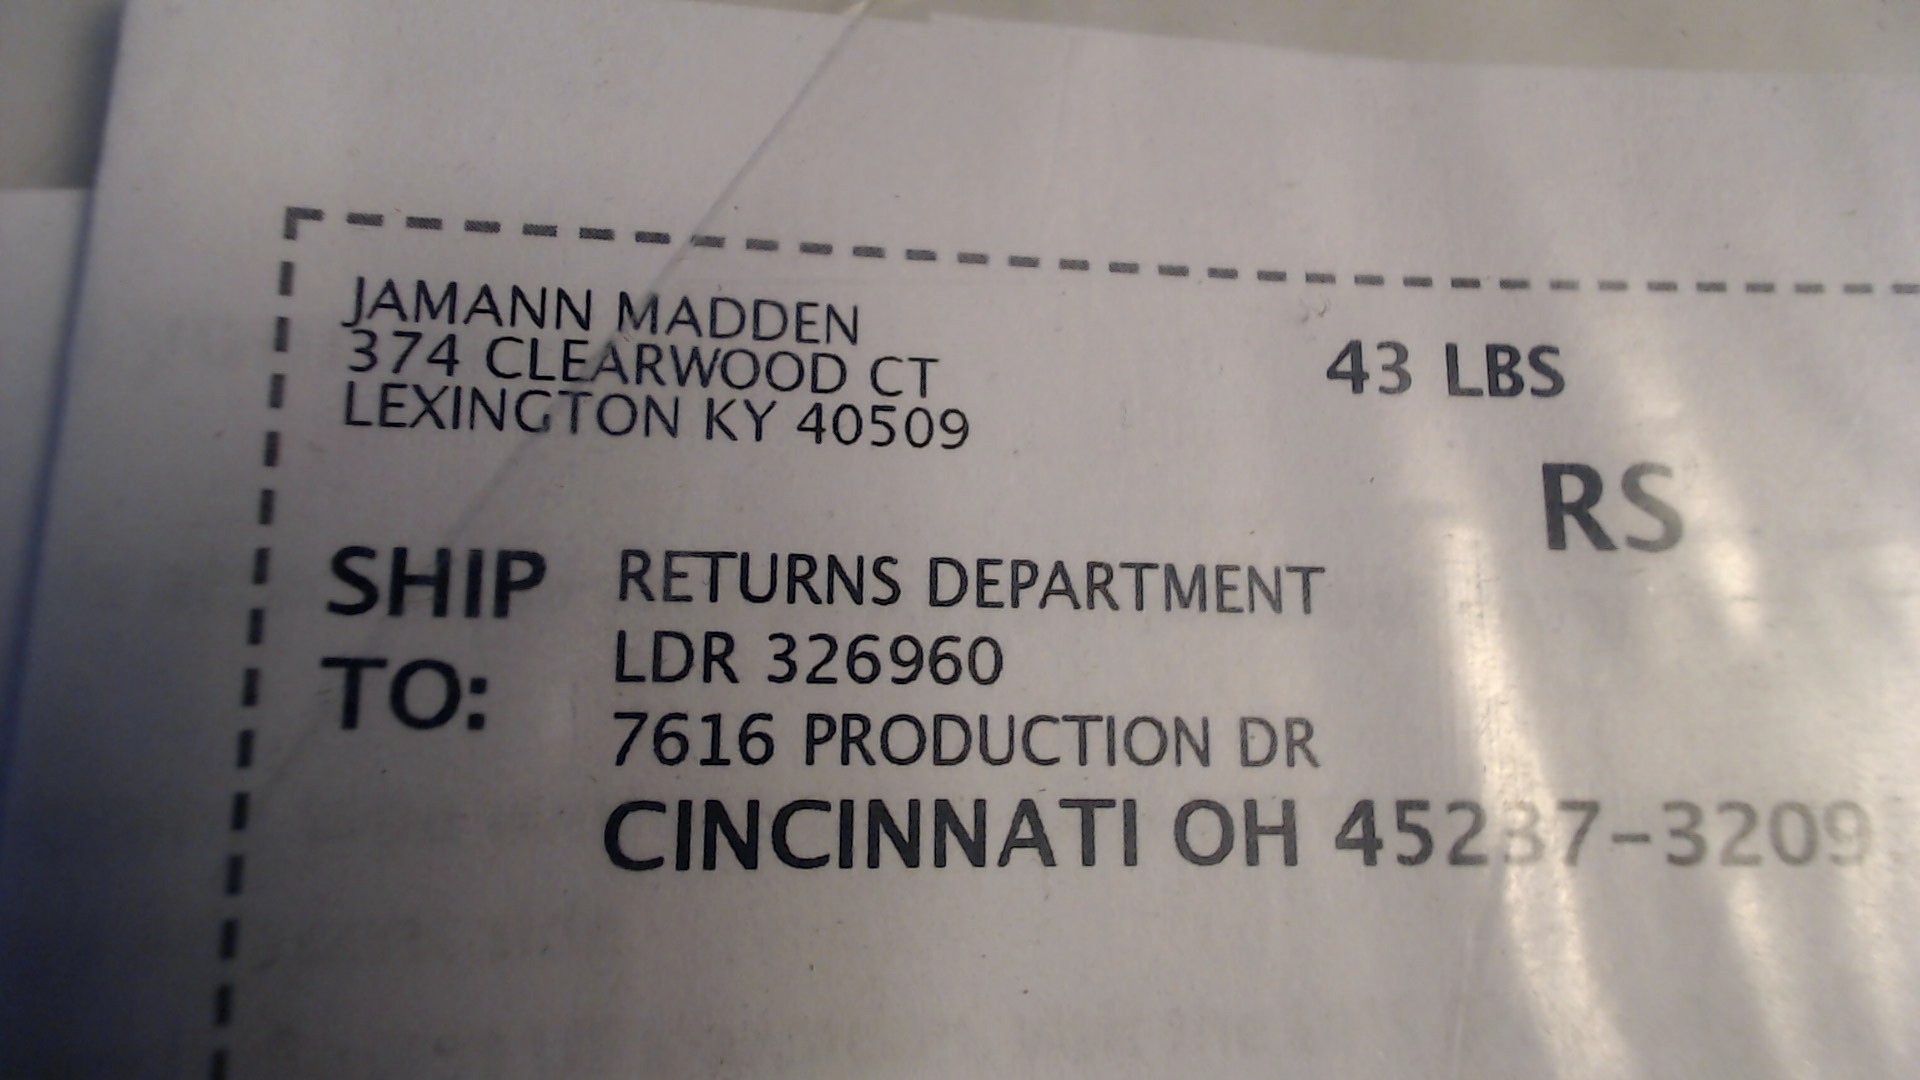 JAMANN MADDEN
374 CLEARWOOD CT
LEXINGTON KY 40509
43 LBS
RS
SHIP TO:
RETURNS DEPARTMENT
LDR 326960
7616 PRODUCTION DR
CINCINNATI OH 45237-3209